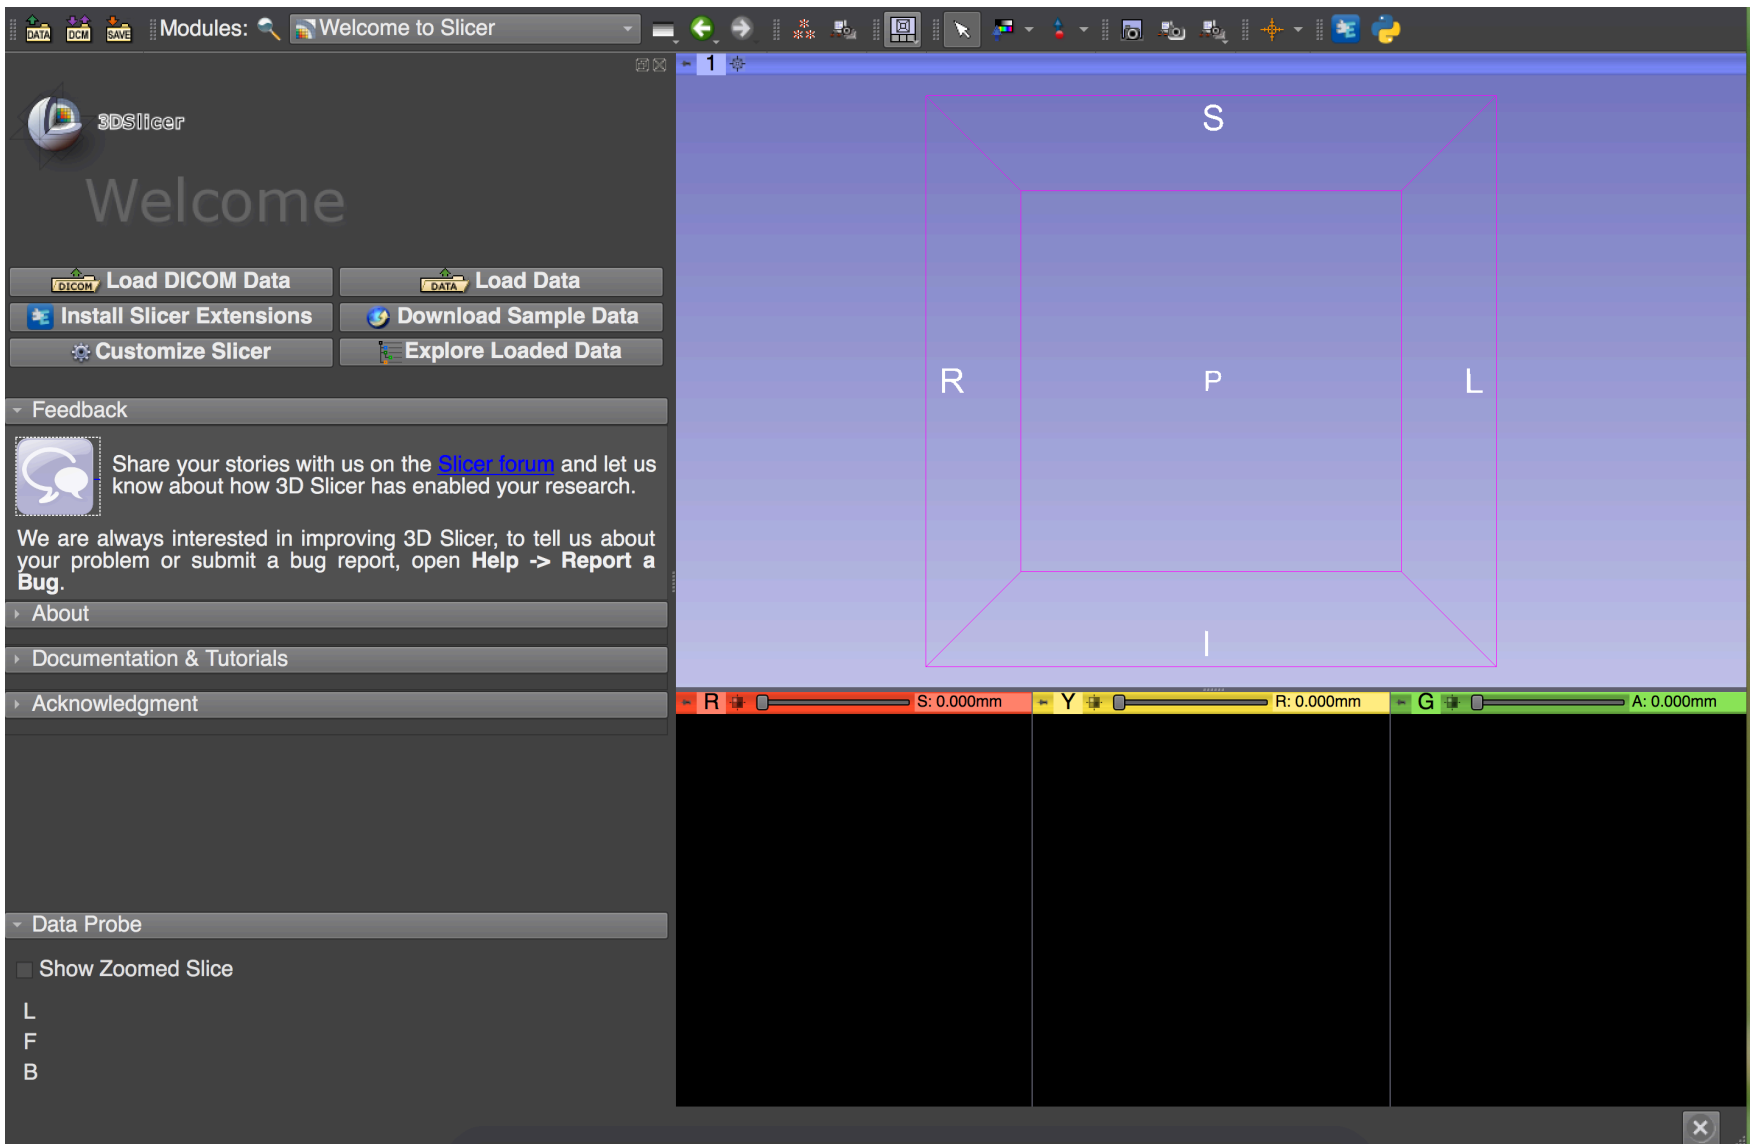 DATA
DCM
SAVE
Modules:
Welcome to Slicer
1
3DSlicer
Welcome
DICOM
Load DICOM Data
DATA
Load Data
Install Slicer Extensions
Download Sample Data
Customize Slicer
Explore Loaded Data
Feedback
Share your stories with us on the Slicer forum and let us
know about how 3D Slicer has enabled your research.
We are always interested in improving 3D Slicer, to tell us about
your problem or submit a bug report, open Help -> Report a
Bug.
About
Documentation & Tutorials
Acknowledgment
Data Probe
Show Zoomed Slice
L
F
B
S
R
P
L
I
R
S: 0.000mm
Y
R: 0.000mm
G
A: 0.000mm